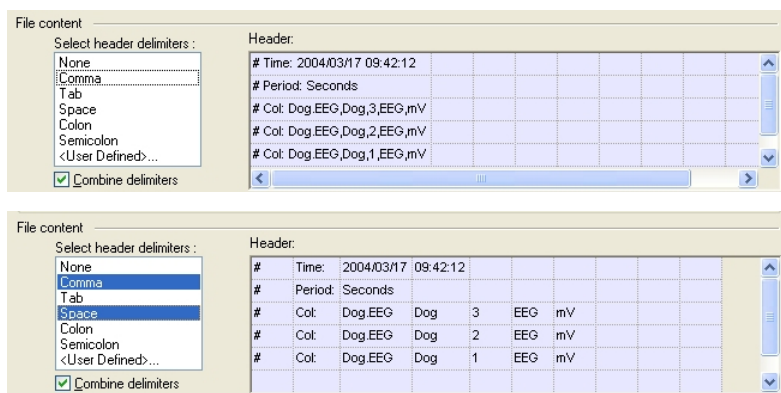 File content
Select header delimiters :
None
Comma
Tab
Space
Colon
Semicolon
<User Defined>...
Combine delimiters
Header:
# Time: 2004/03/17 09:42:12
# Period: Seconds
# Col: Dog.EEG,Dog,3,EEG,mV
# Col: Dog.EEG,Dog,2,EEG,mV
# Col: Dog.EEG,Dog,1,EEG,mV
File content
Select header delimiters :
None
Comma
Tab
Space
Colon
Semicolon
<User Defined>...
Combine delimiters
Header:
# Time: 2004/03/17 09:42:12
# Period: Seconds
# Col: Dog.EEG Dog 3 EEG mV
# Col: Dog.EEG Dog 2 EEG mV
# Col: Dog.EEG Dog 1 EEG mV